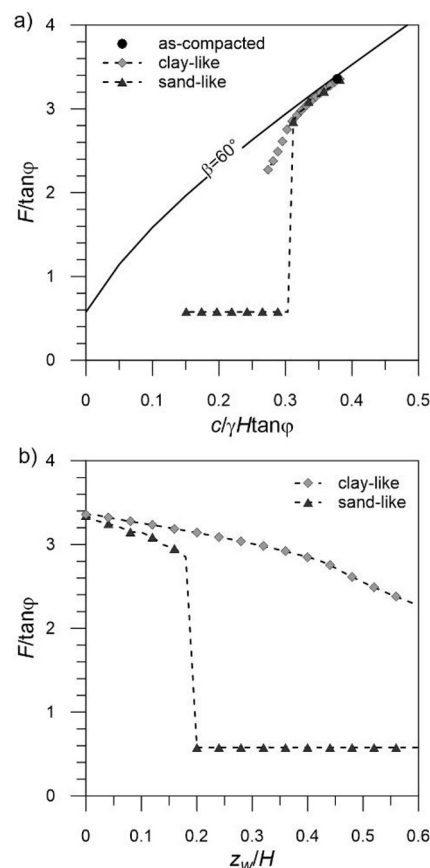 a)
4
3
2
1
0
F/tanφ
as-compacted
clay-like
sand-like
β=60°
0 0.1 0.2 0.3 0.4 0.5
c/γHtanφ
b)
4
3
2
1
0
F/tanφ
clay-like
sand-like
0 0.1 0.2 0.3 0.4 0.5 0.6
z_w/H